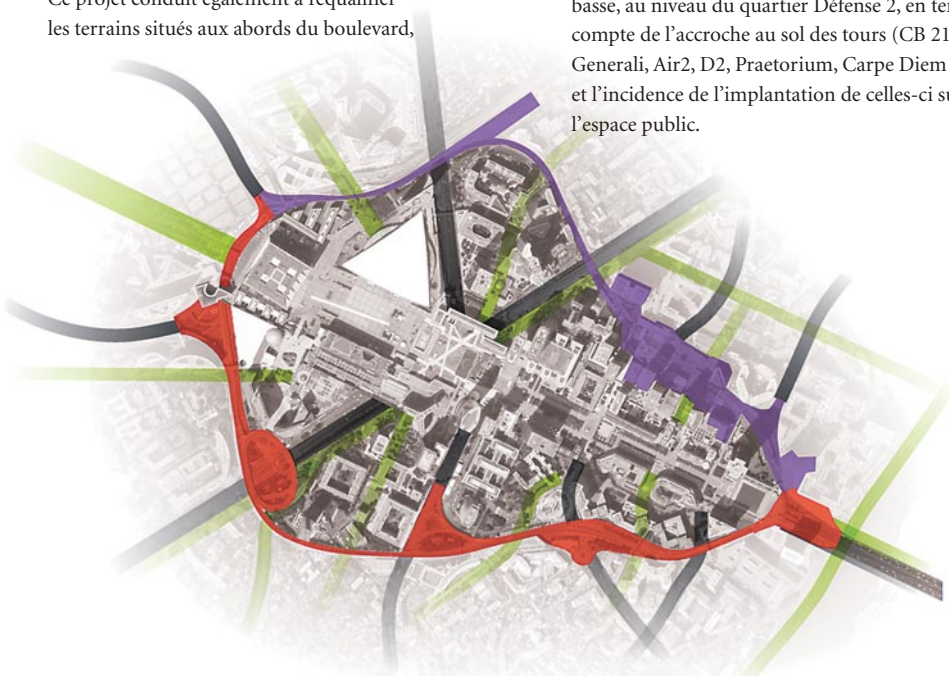 Ce projet conduit également à requalifier
les terrains situés aux abords du boulevard,
basse, au niveau du quartier Défense 2, en
compte de l'accroche au sol des tours (CB 21
Generali, Air2, D2, Praetorium, Carpe Diem
et l'incidence de l'implantation de celles-ci
l'espace public.